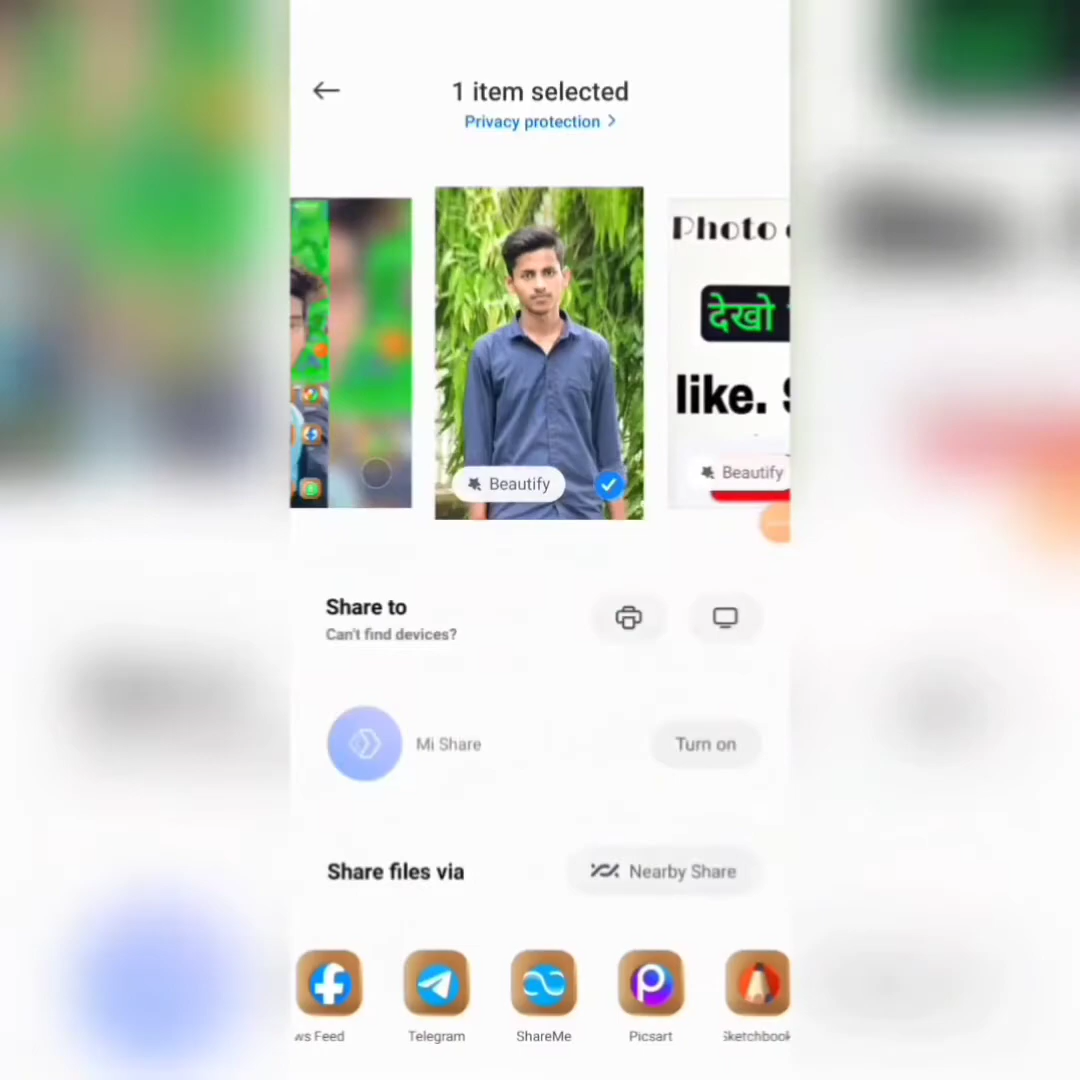 1 item selected
Privacy protection >
Photo
देखो
like.
Beautify
Beautify
Share to
Can't find devices?
Mi Share
Turn on
Share files via
Nearby Share
ws Feed
Telegram
ShareMe
Picsart
Sketchbook